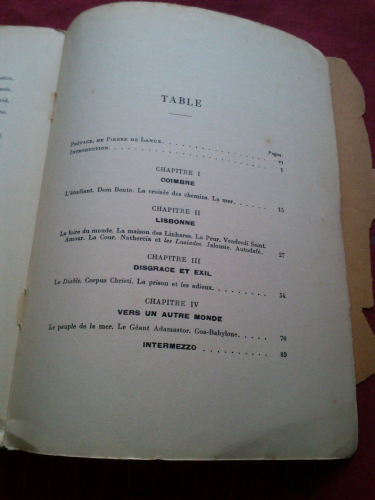 TABLE
Pages.
Préface, de Pierre de Lanux. . . . . . . . . . . . VI
Introduction. . . . . . . . . . . . . . . . . . 1
CHAPITRE I
COIMBRE
L'étudiant. Dom Bento. La croisée des chemins. La mer. . . . 15
CHAPITRE II
LISBONNE
La foire du monde. La maison des Linhares. La Peur. Vendredi Saint.
Amour. La Cour. Nathercia et les Lusiades. Jalousie. Autodafé. . . 27
CHAPITRE III
DISGRACE ET EXIL
Le Diable. Corpus Christi. La prison et les adieux. . . . . . 54
CHAPITRE IV
VERS UN AUTRE MONDE
Le peuple de la mer. Le Géant Adamastor. Goa-Babylone. . . . 70
INTERMEZZO . . . . . . . . . . 89